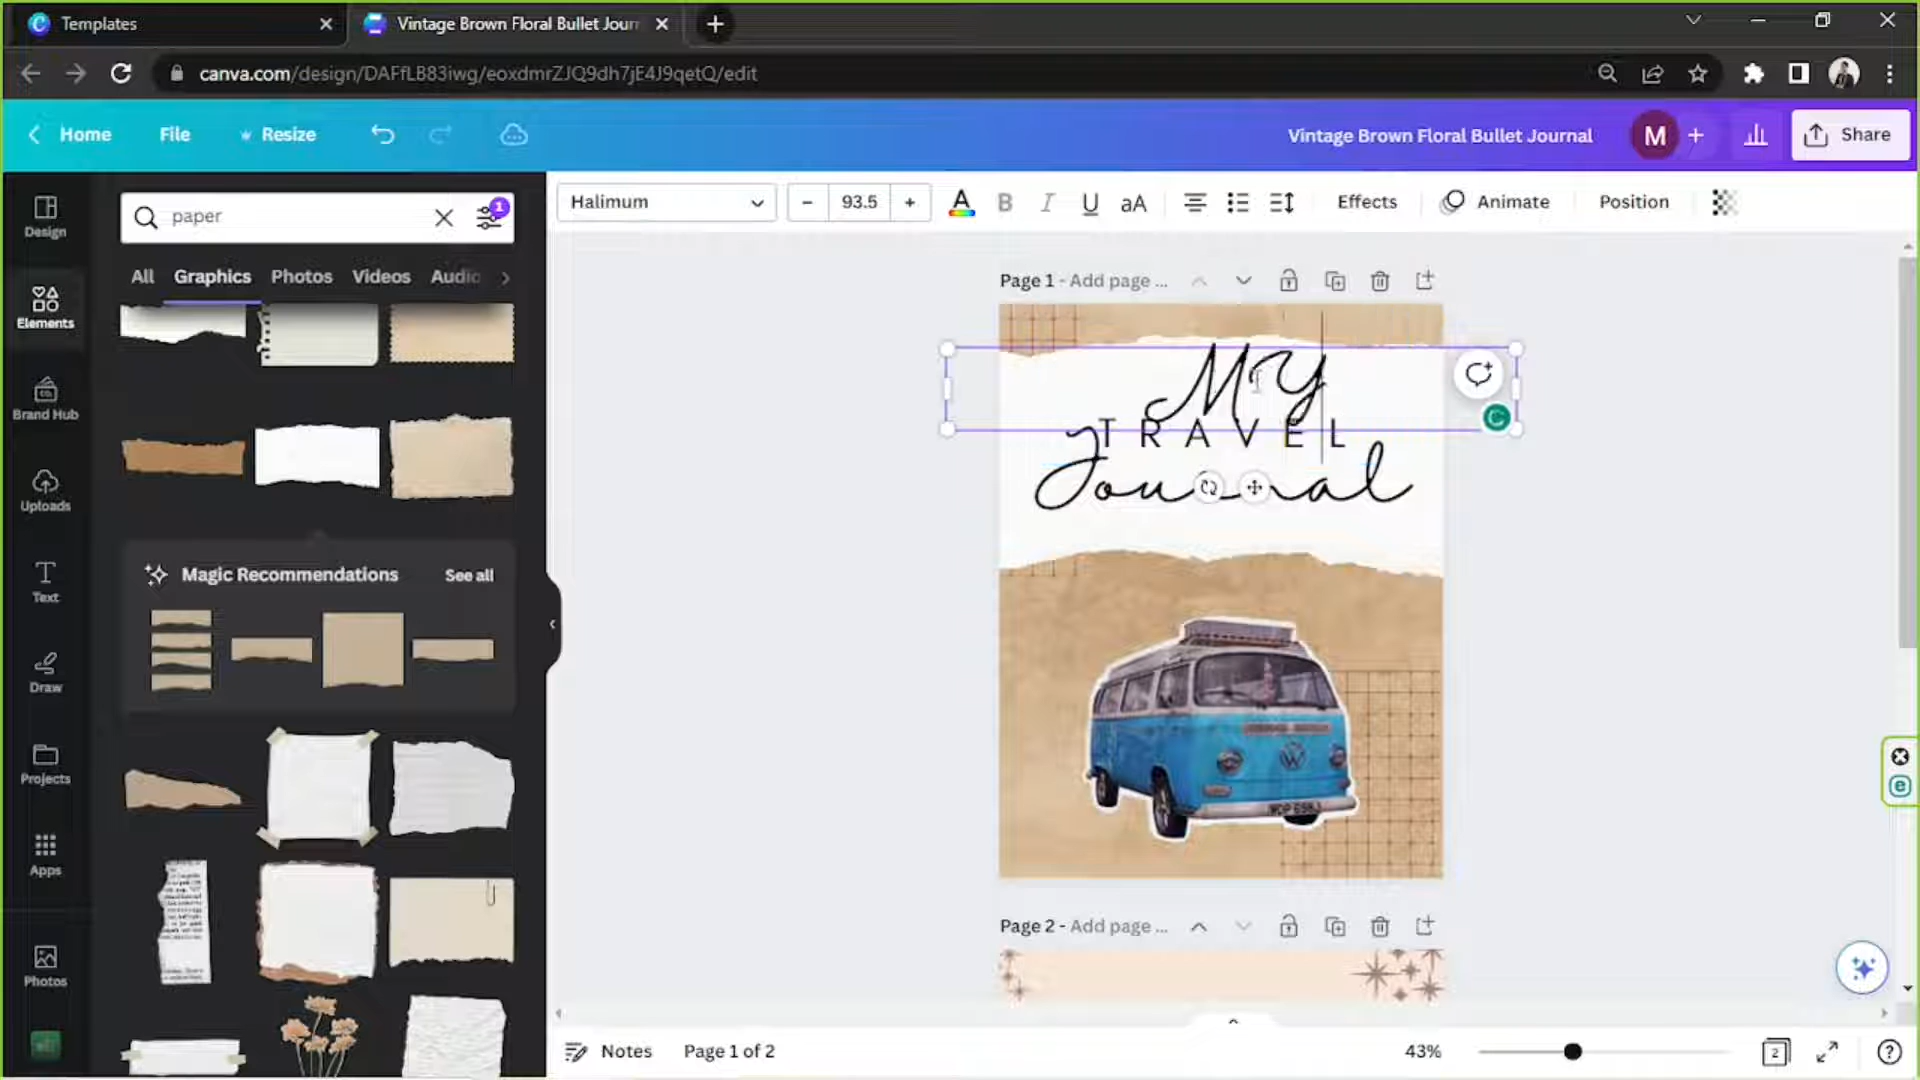 Templates
Vintage Brown Floral Bullet Jour
canva.com/design/DAFfLB83iwg/eoxdmrZJQ9dh7jE4J9qetQ/edit
Home
File
Resize
Vintage Brown Floral Bullet Journal
M
+
Share
Design
Elements
Brand Hub
Uploads
Text
Draw
Projects
Apps
Photos
paper
1
All
Graphics
Photos
Videos
Audio
Magic Recommendations
See all
Halimum
− 93.5 +
A B I U aA
Effects
Animate
Position
Page 1 - Add page ...
MY
TRAVEL
Journal
Page 2 - Add page ...
Notes
Page 1 of 2
43%
2